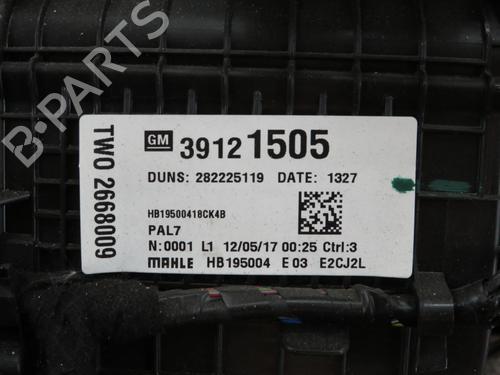 B-PARTS
TWO 2668009
GM 39121505
DUNS: 282225119 DATE: 1327
HB19500418CK4B
PAL7
N:0001 L1 12/05/17 00:25 Ctrl:3
MAHLE HB195004 E 03 E2CJ2L